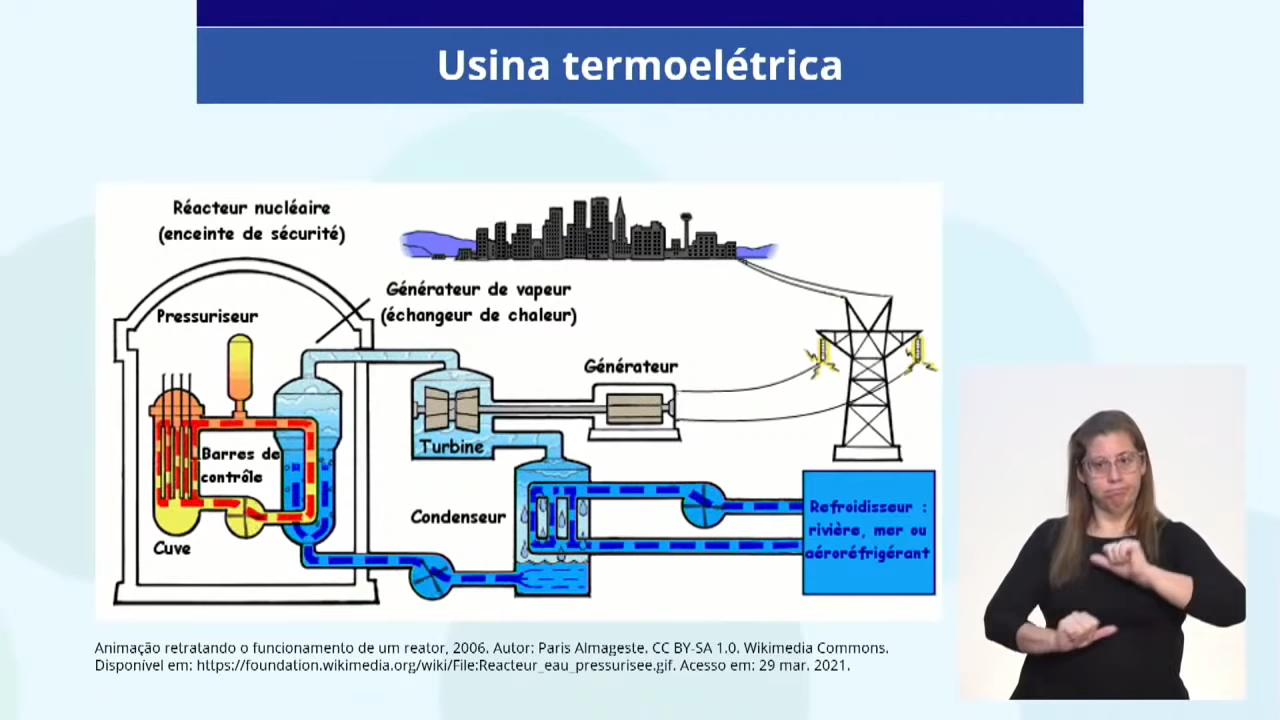 Usina termoelétrica
Réacteur nucléaire
(enceinte de sécurité)
Générateur de vapeur
(échangeur de chaleur)
Pressuriseur
Générateur
Turbine
Barres de
contrôle
Condenseur
Refroidisseur :
rivière, mer ou
aéroréfrigérant
Cuve
Animação retratando o funcionamento de um reator, 2006. Autor: Paris Almageste. CC BY-SA 1.0. Wikimedia Commons.
Disponível em: https://foundation.wikimedia.org/wiki/File:Reacteur_eau_pressurisee.gif. Acesso em: 29 mar. 2021.